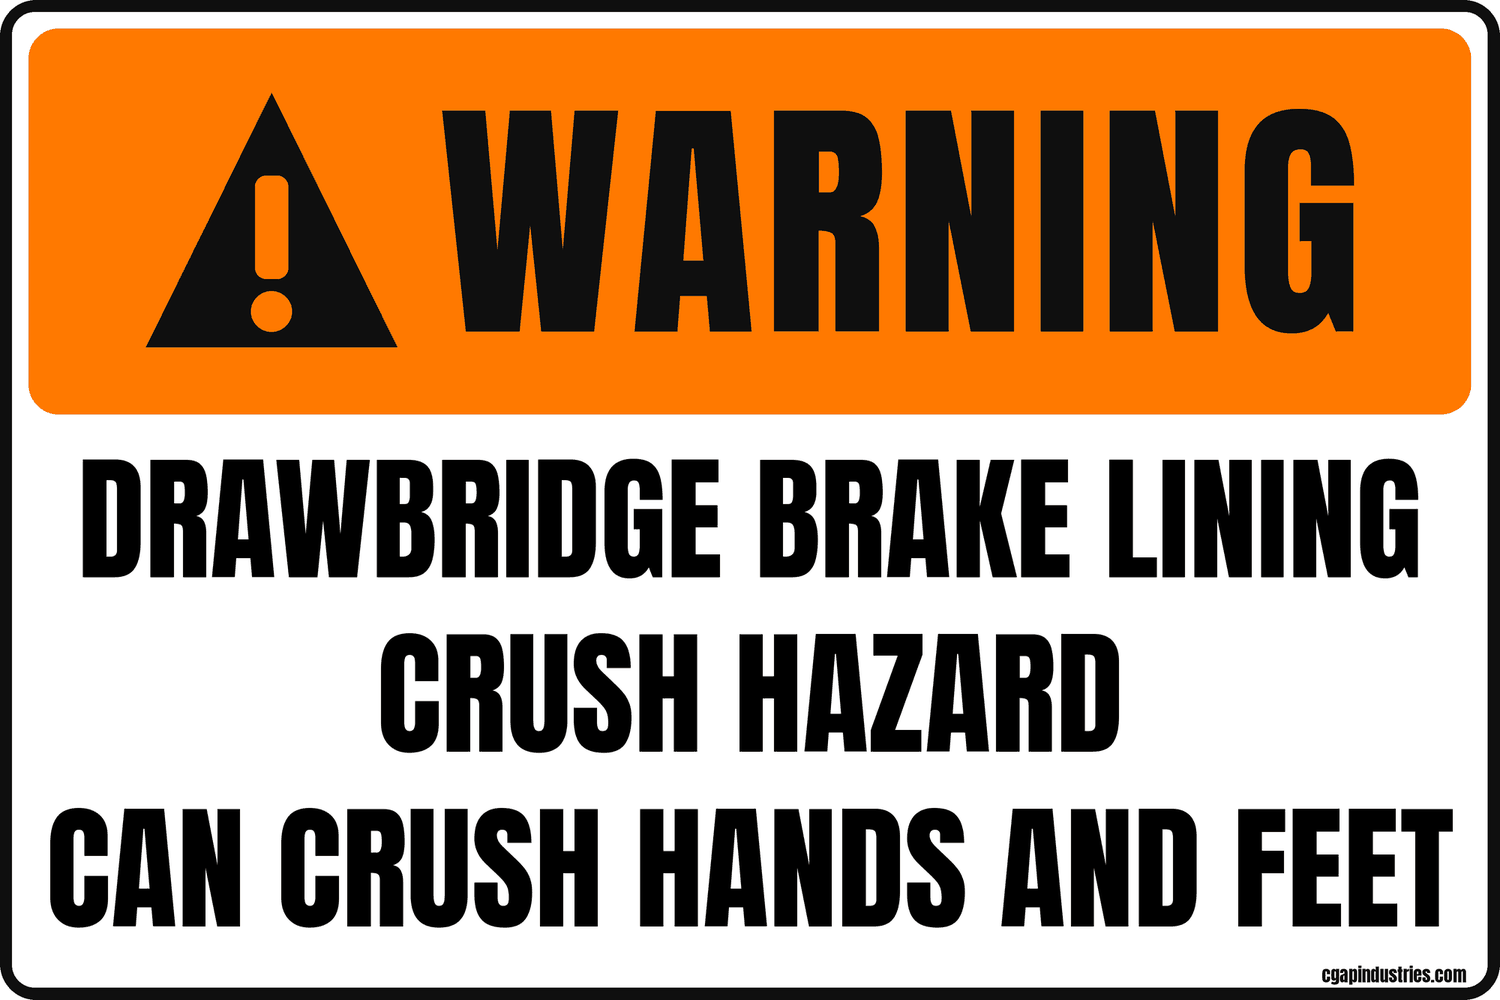 WARNING
DRAWBRIDGE BRAKE LINING
CRUSH HAZARD
CAN CRUSH HANDS AND FEET
cgapindustries.com